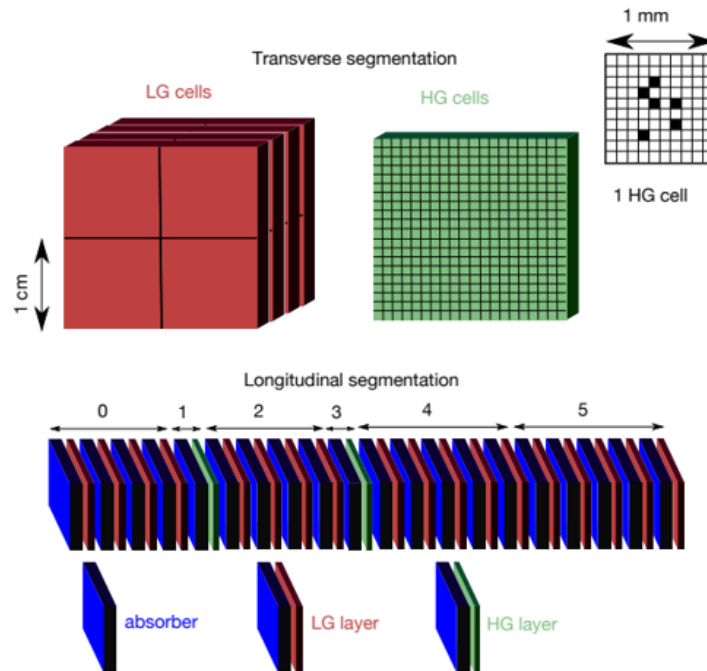 1 mm
Transverse segmentation
LG cells
HG cells
1 HG cell
1 cm
Longitudinal segmentation
0 1 2 3 4 5
absorber
LG layer
HG layer